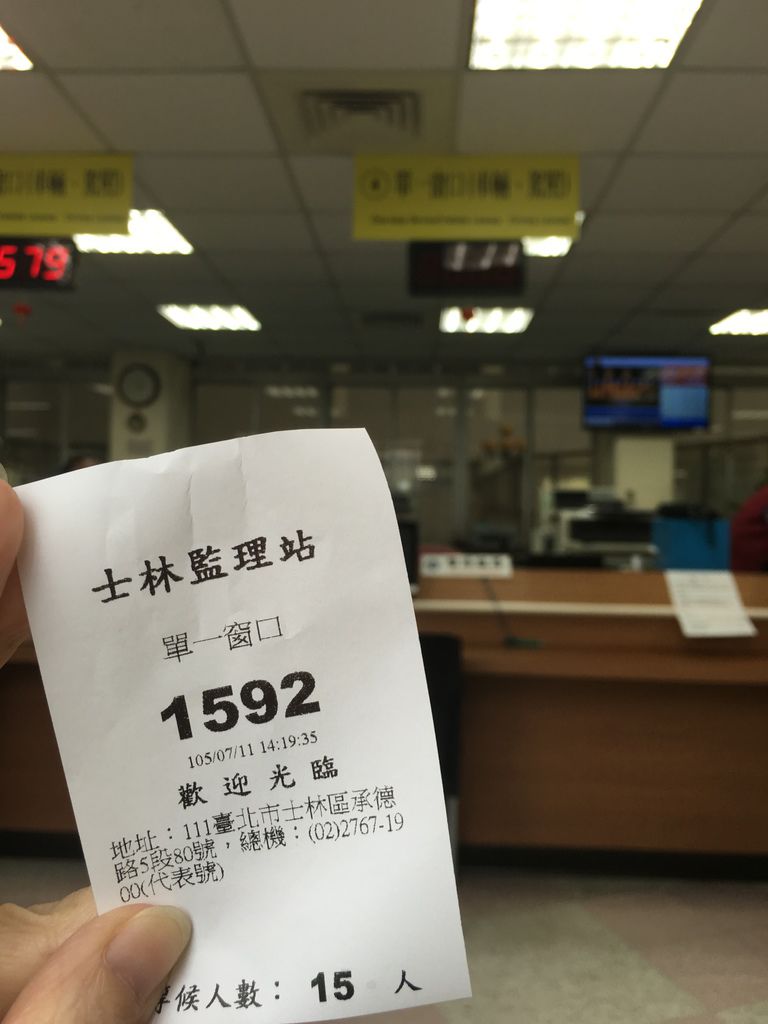 579
士林監理站
單一窗口
1592
105/07/11 14:19:35
歡迎光臨
地址：111臺北市士林區承德
路5段80號，總機：(02)2767-19
00(代表號)
候人數： 15 人